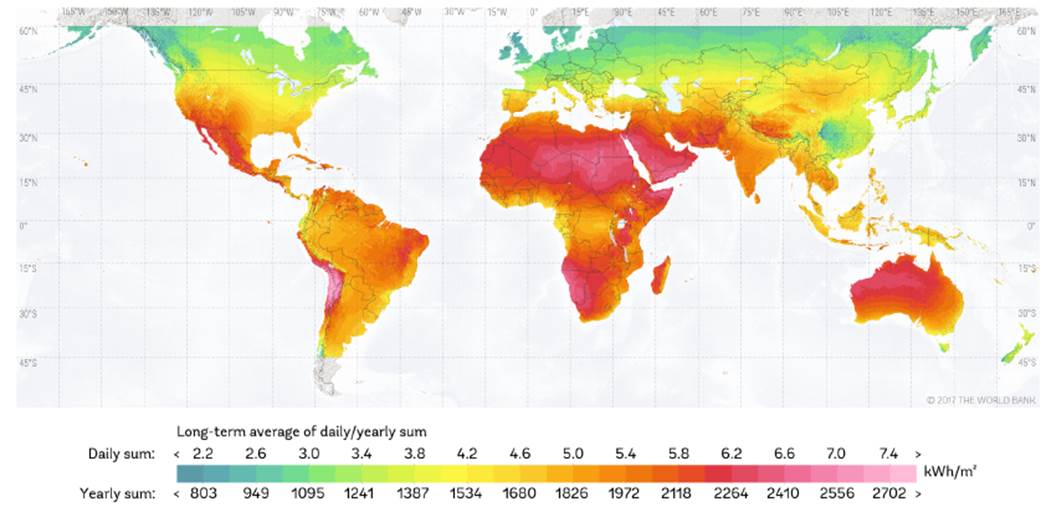 165°W 150°W 135°W 120°W 105°W 90°W 75°W 60°W 45°W 30°W 15°W 0° 15°E 30°E 45°E 60°E 75°E 90°E 105°E 120°E 135°E 150°E 165°E
60°N 60°N
45°N 45°N
30°N 30°N
15°N 15°N
0° 0°
15°S 15°S
30°S 30°S
45°S 45°S
© 2017 THE WORLD BANK
Long-term average of daily/yearly sum
Daily sum: < 2.2 2.6 3.0 3.4 3.8 4.2 4.6 5.0 5.4 5.8 6.2 6.6 7.0 7.4 >
kWh/m²
Yearly sum: < 803 949 1095 1241 1387 1534 1680 1826 1972 2118 2264 2410 2556 2702 >